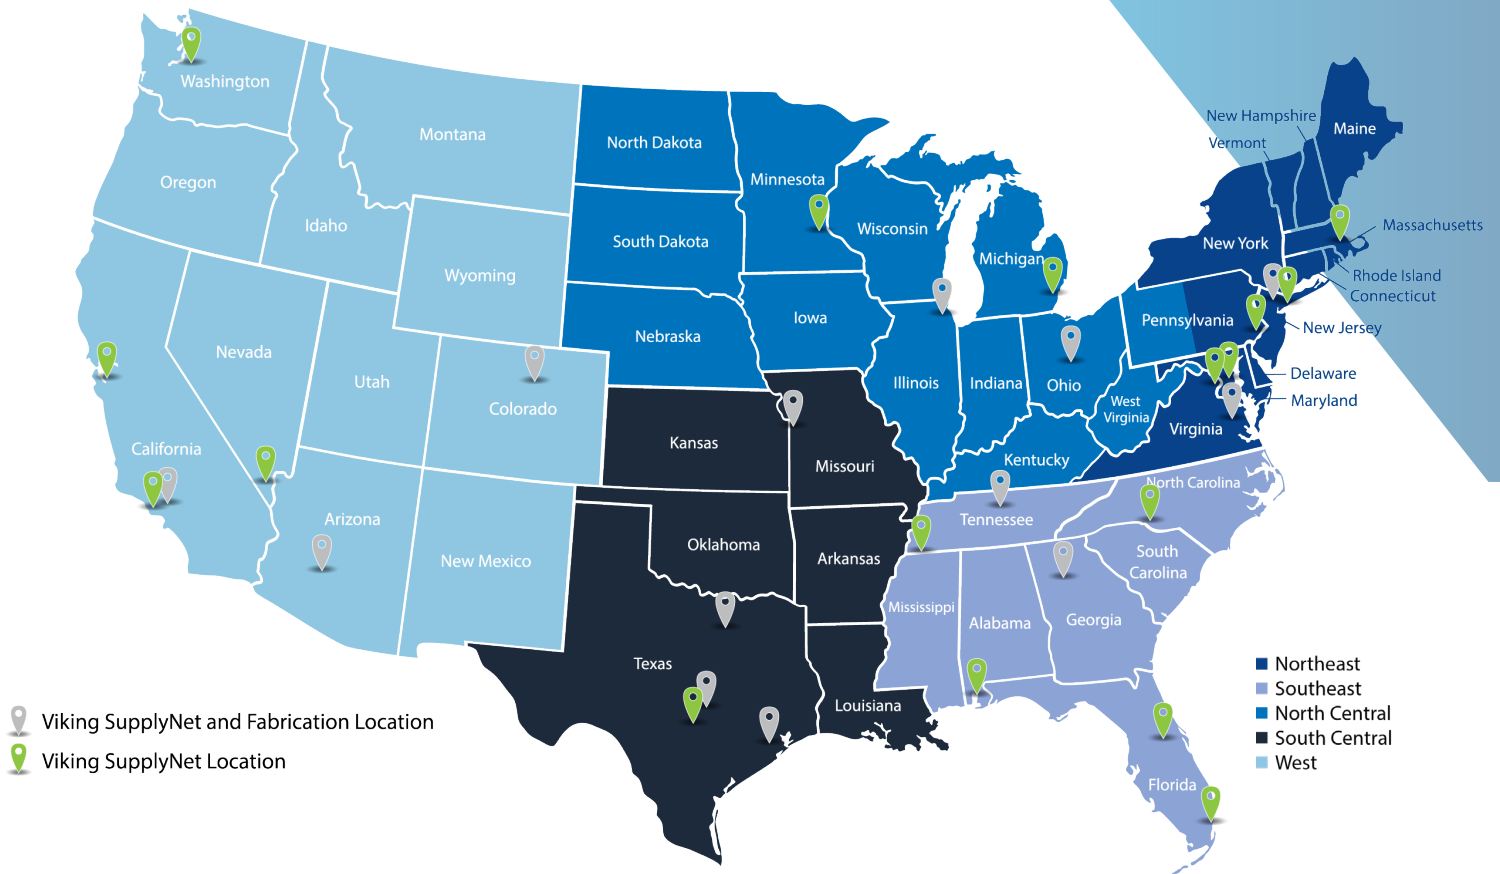 Washington
Montana
North Dakota
Minnesota
New Hampshire
Maine
Vermont
Oregon
Idaho
South Dakota
Wisconsin
Michigan
New York
Massachusetts
Wyoming
Rhode Island
Connecticut
Nebraska
Iowa
Pennsylvania
New Jersey
Nevada
Utah
Colorado
Illinois
Indiana
Ohio
Delaware
Maryland
West
Virginia
Virginia
California
Kansas
Missouri
Kentucky
North Carolina
Arizona
New Mexico
Oklahoma
Arkansas
Tennessee
South
Carolina
Mississippi
Alabama
Georgia
Texas
Louisiana
Florida
Northeast
Southeast
North Central
South Central
West
Viking SupplyNet and Fabrication Location
Viking SupplyNet Location